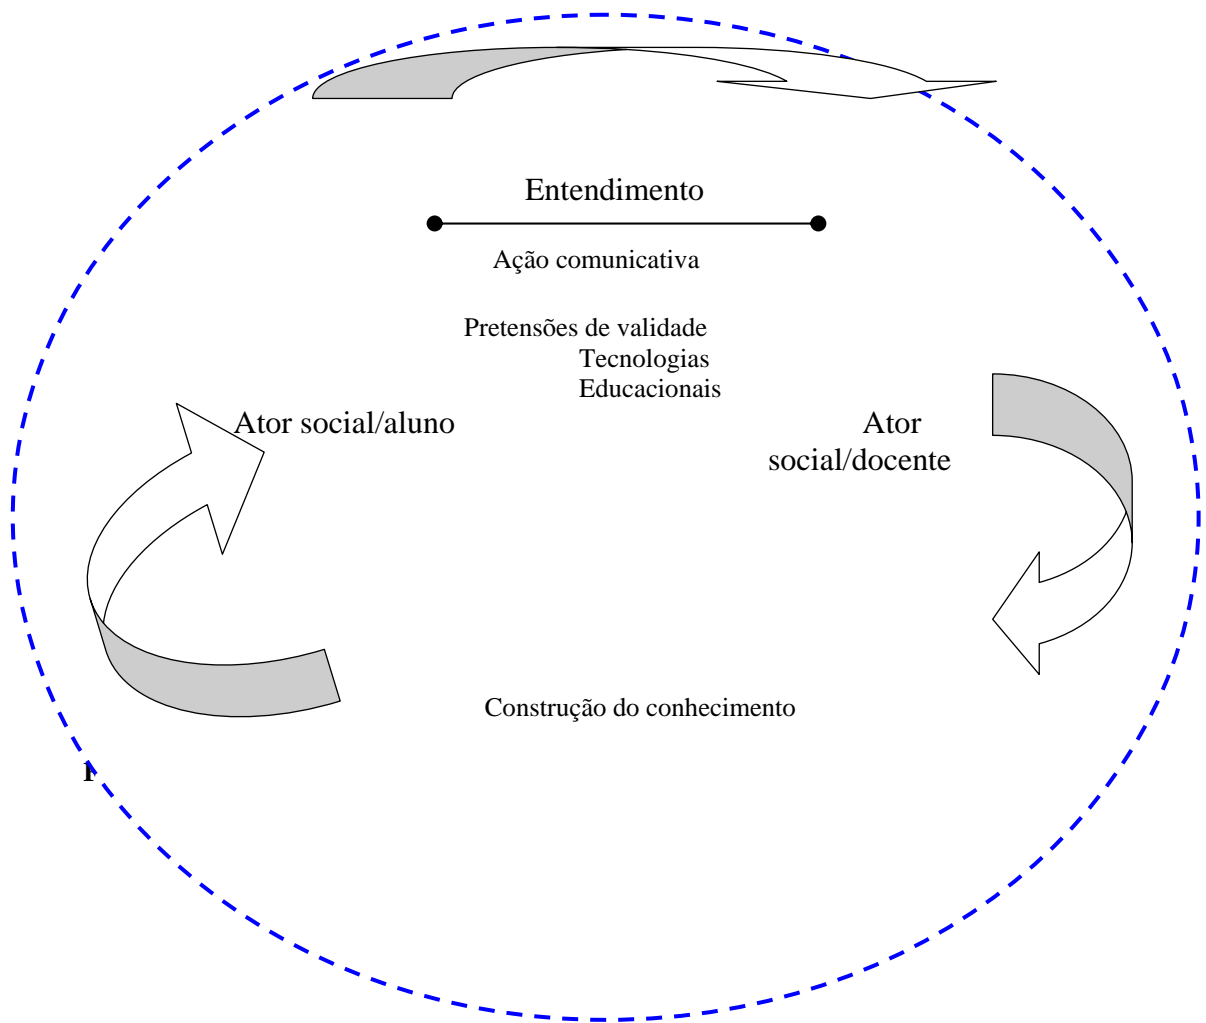 Entendimento
Ação comunicativa
Pretensões de validade
Tecnologias
Educacionais
Ator social/aluno
Ator
social/docente
Construção do conhecimento